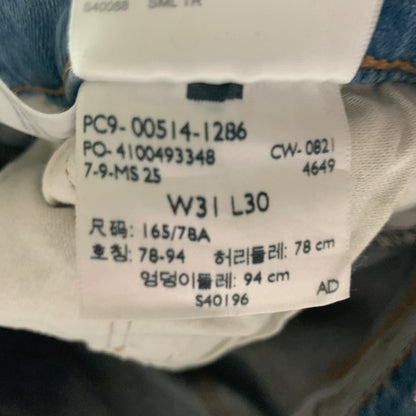 S40088 SML TR
PC9-00514-1286
PO-4100493348 CW-0821
7-9-MS 25 4649
W31 L30
尺码: 165/78A
호칭: 78-94 허리둘레: 78 cm
엉덩이둘레: 94 cm
S40196 AD